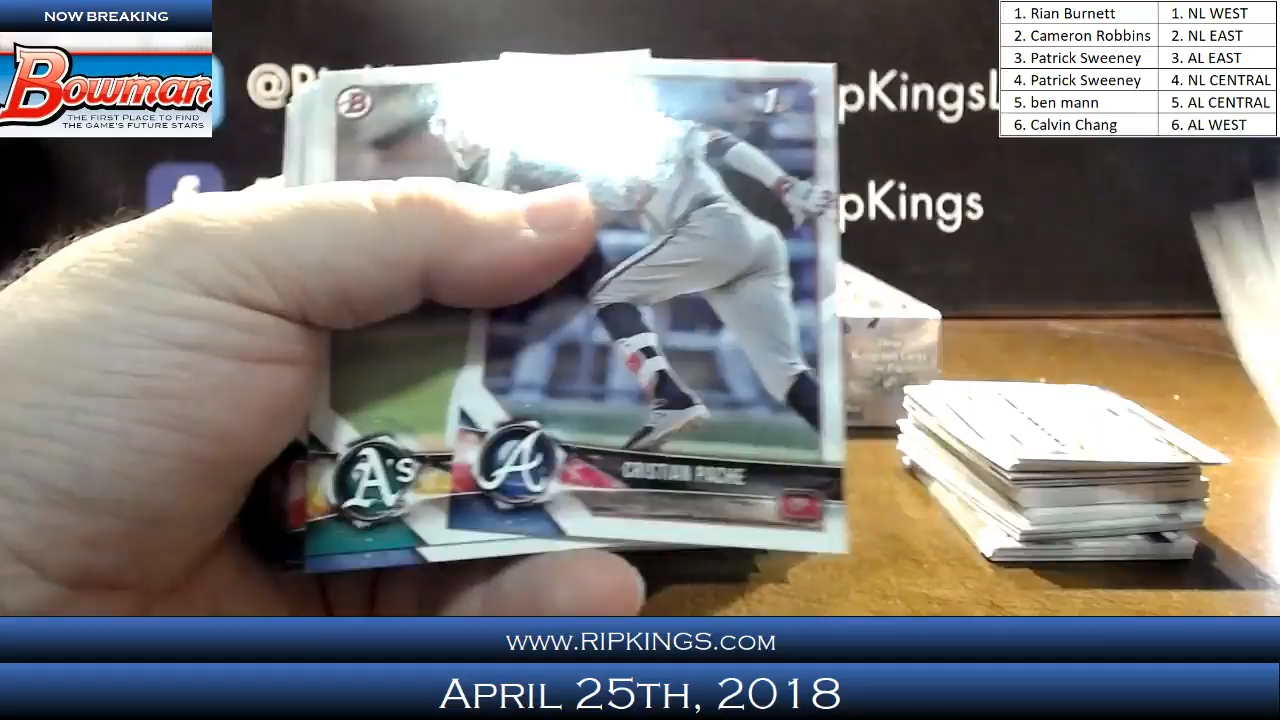 NOW BREAKING
Bowman
THE FIRST PLACE TO FIND
THE GAME'S FUTURE STARS
1. Rian Burnett 1. NL WEST
2. Cameron Robbins 2. NL EAST
3. Patrick Sweeney 3. AL EAST
4. Patrick Sweeney 4. NL CENTRAL
5. ben mann 5. AL CENTRAL
6. Calvin Chang 6. AL WEST
pKings
B
1
f
A's
A
CRISTIAN PACHE
WWW.RIPKINGS.COM
APRIL 25TH, 2018